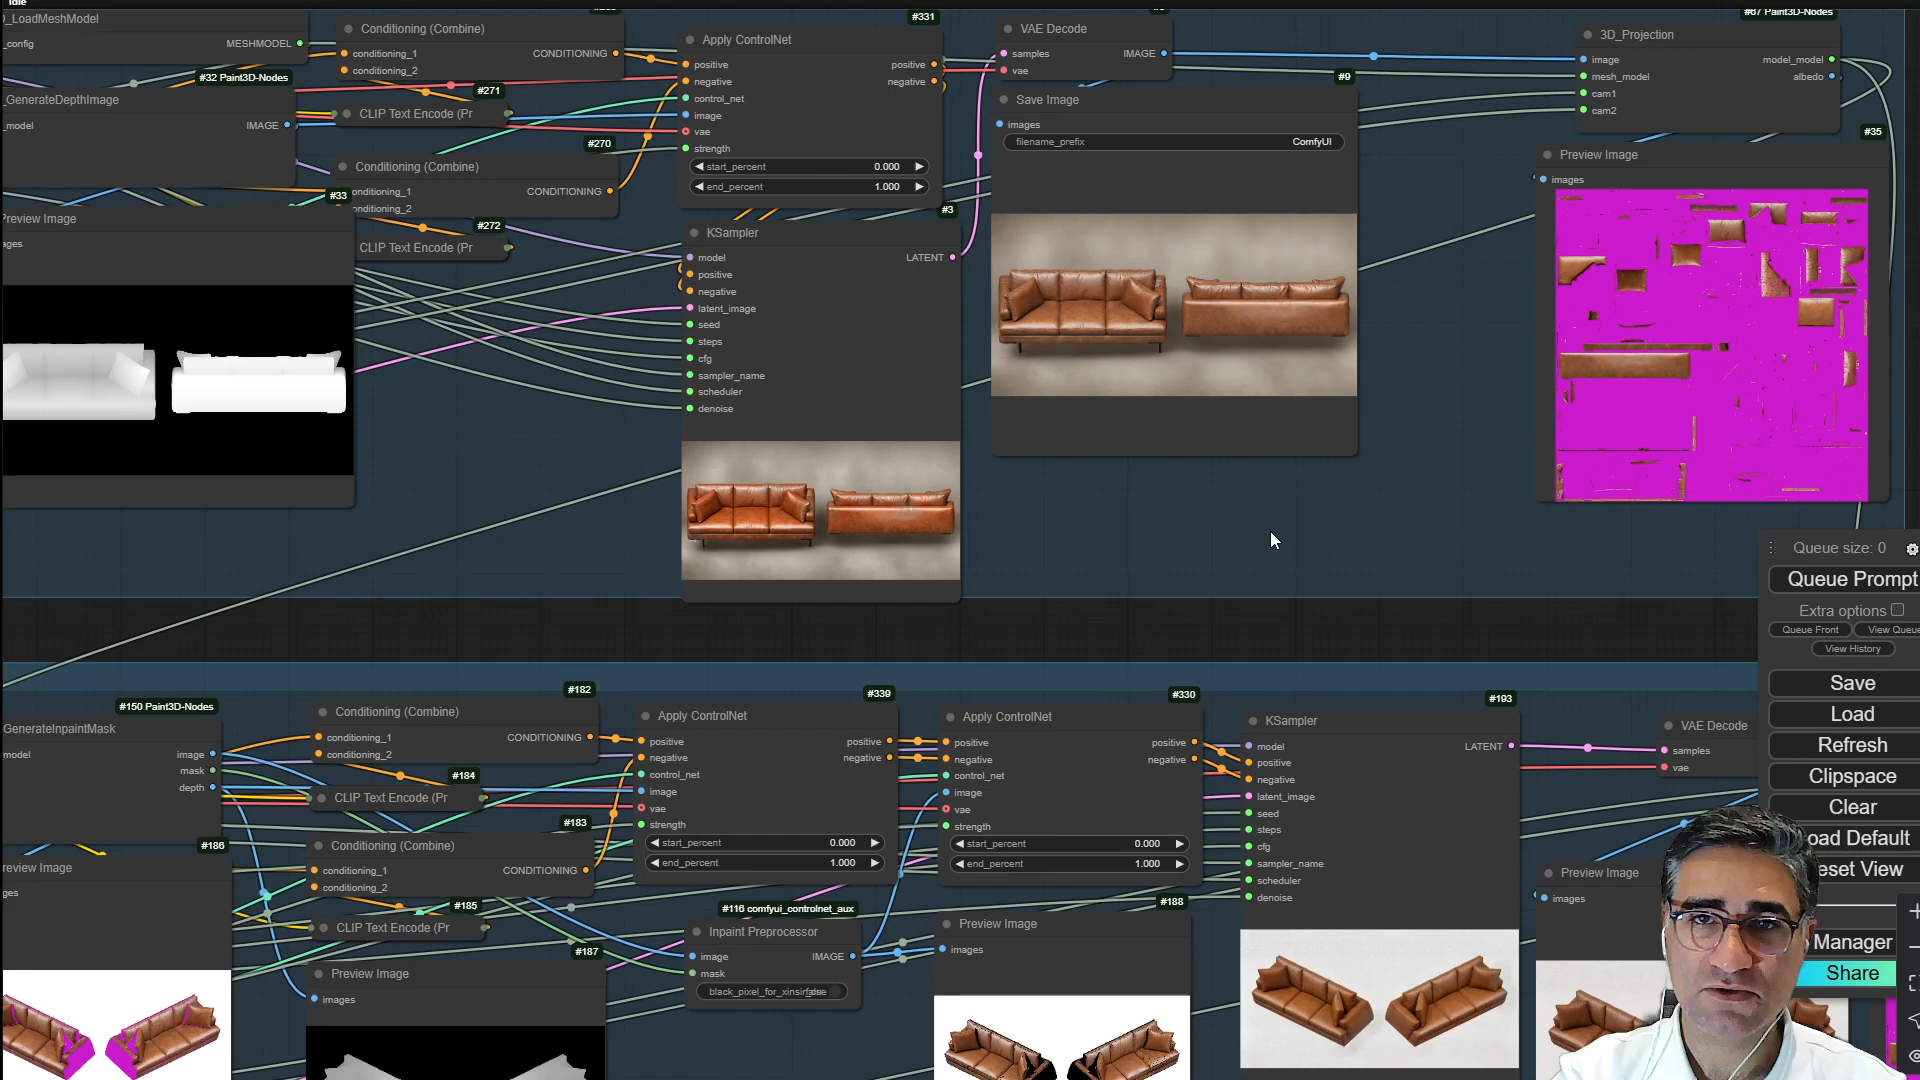 Idle
_LoadMeshModel
_config
MESHMODEL
#32 Paint3D-Nodes
_GenerateDepthImage
_model
IMAGE
#33
Preview Image
ages
Conditioning (Combine)
conditioning_1
conditioning_2
CONDITIONING
#271
CLIP Text Encode (Pr
#270
Conditioning (Combine)
onditioning_1
onditioning_2
CONDITIONING
#272
CLIP Text Encode (Pr
#331
Apply ControlNet
positive
negative
control_net
image
vae
strength
positive
negative
start_percent 0.000
end_percent 1.000
#3
KSampler
model
positive
negative
latent_image
seed
steps
cfg
sampler_name
scheduler
denoise
LATENT
VAE Decode
samples
vae
IMAGE
#9
Save Image
images
filename_prefix ComfyUI
#67 Paint3D-Nodes
3D_Projection
image
mesh_model
cam1
cam2
model_model
albedo
#35
Preview Image
images
Queue size: 0
Queue Prompt
Extra options
Queue Front
View Queue
View History
Save
Load
Refresh
Clipspace
Clear
oad Default
eset View
Manager
Share
#150 Paint3D-Nodes
GenerateInpaintMask
model
image
mask
depth
#186
review Image
ges
#182
Conditioning (Combine)
conditioning_1
conditioning_2
CONDITIONING
#184
CLIP Text Encode (Pr
#183
Conditioning (Combine)
conditioning_1
conditioning_2
CONDITIONING
#185
CLIP Text Encode (Pr
#187
Preview Image
images
#339
Apply ControlNet
positive
negative
control_net
image
vae
strength
positive
negative
start_percent 0.000
end_percent 1.000
#116 comfyui_controlnet_aux
Inpaint Preprocessor
image
mask
IMAGE
#330
Apply ControlNet
positive
negative
control_net
image
vae
strength
positive
negative
start_percent 0.000
end_percent 1.000
#188
Preview Image
images
#193
KSampler
model
positive
negative
latent_image
seed
steps
cfg
sampler_name
scheduler
denoise
LATENT
VAE Decode
samples
vae
Preview Image
images